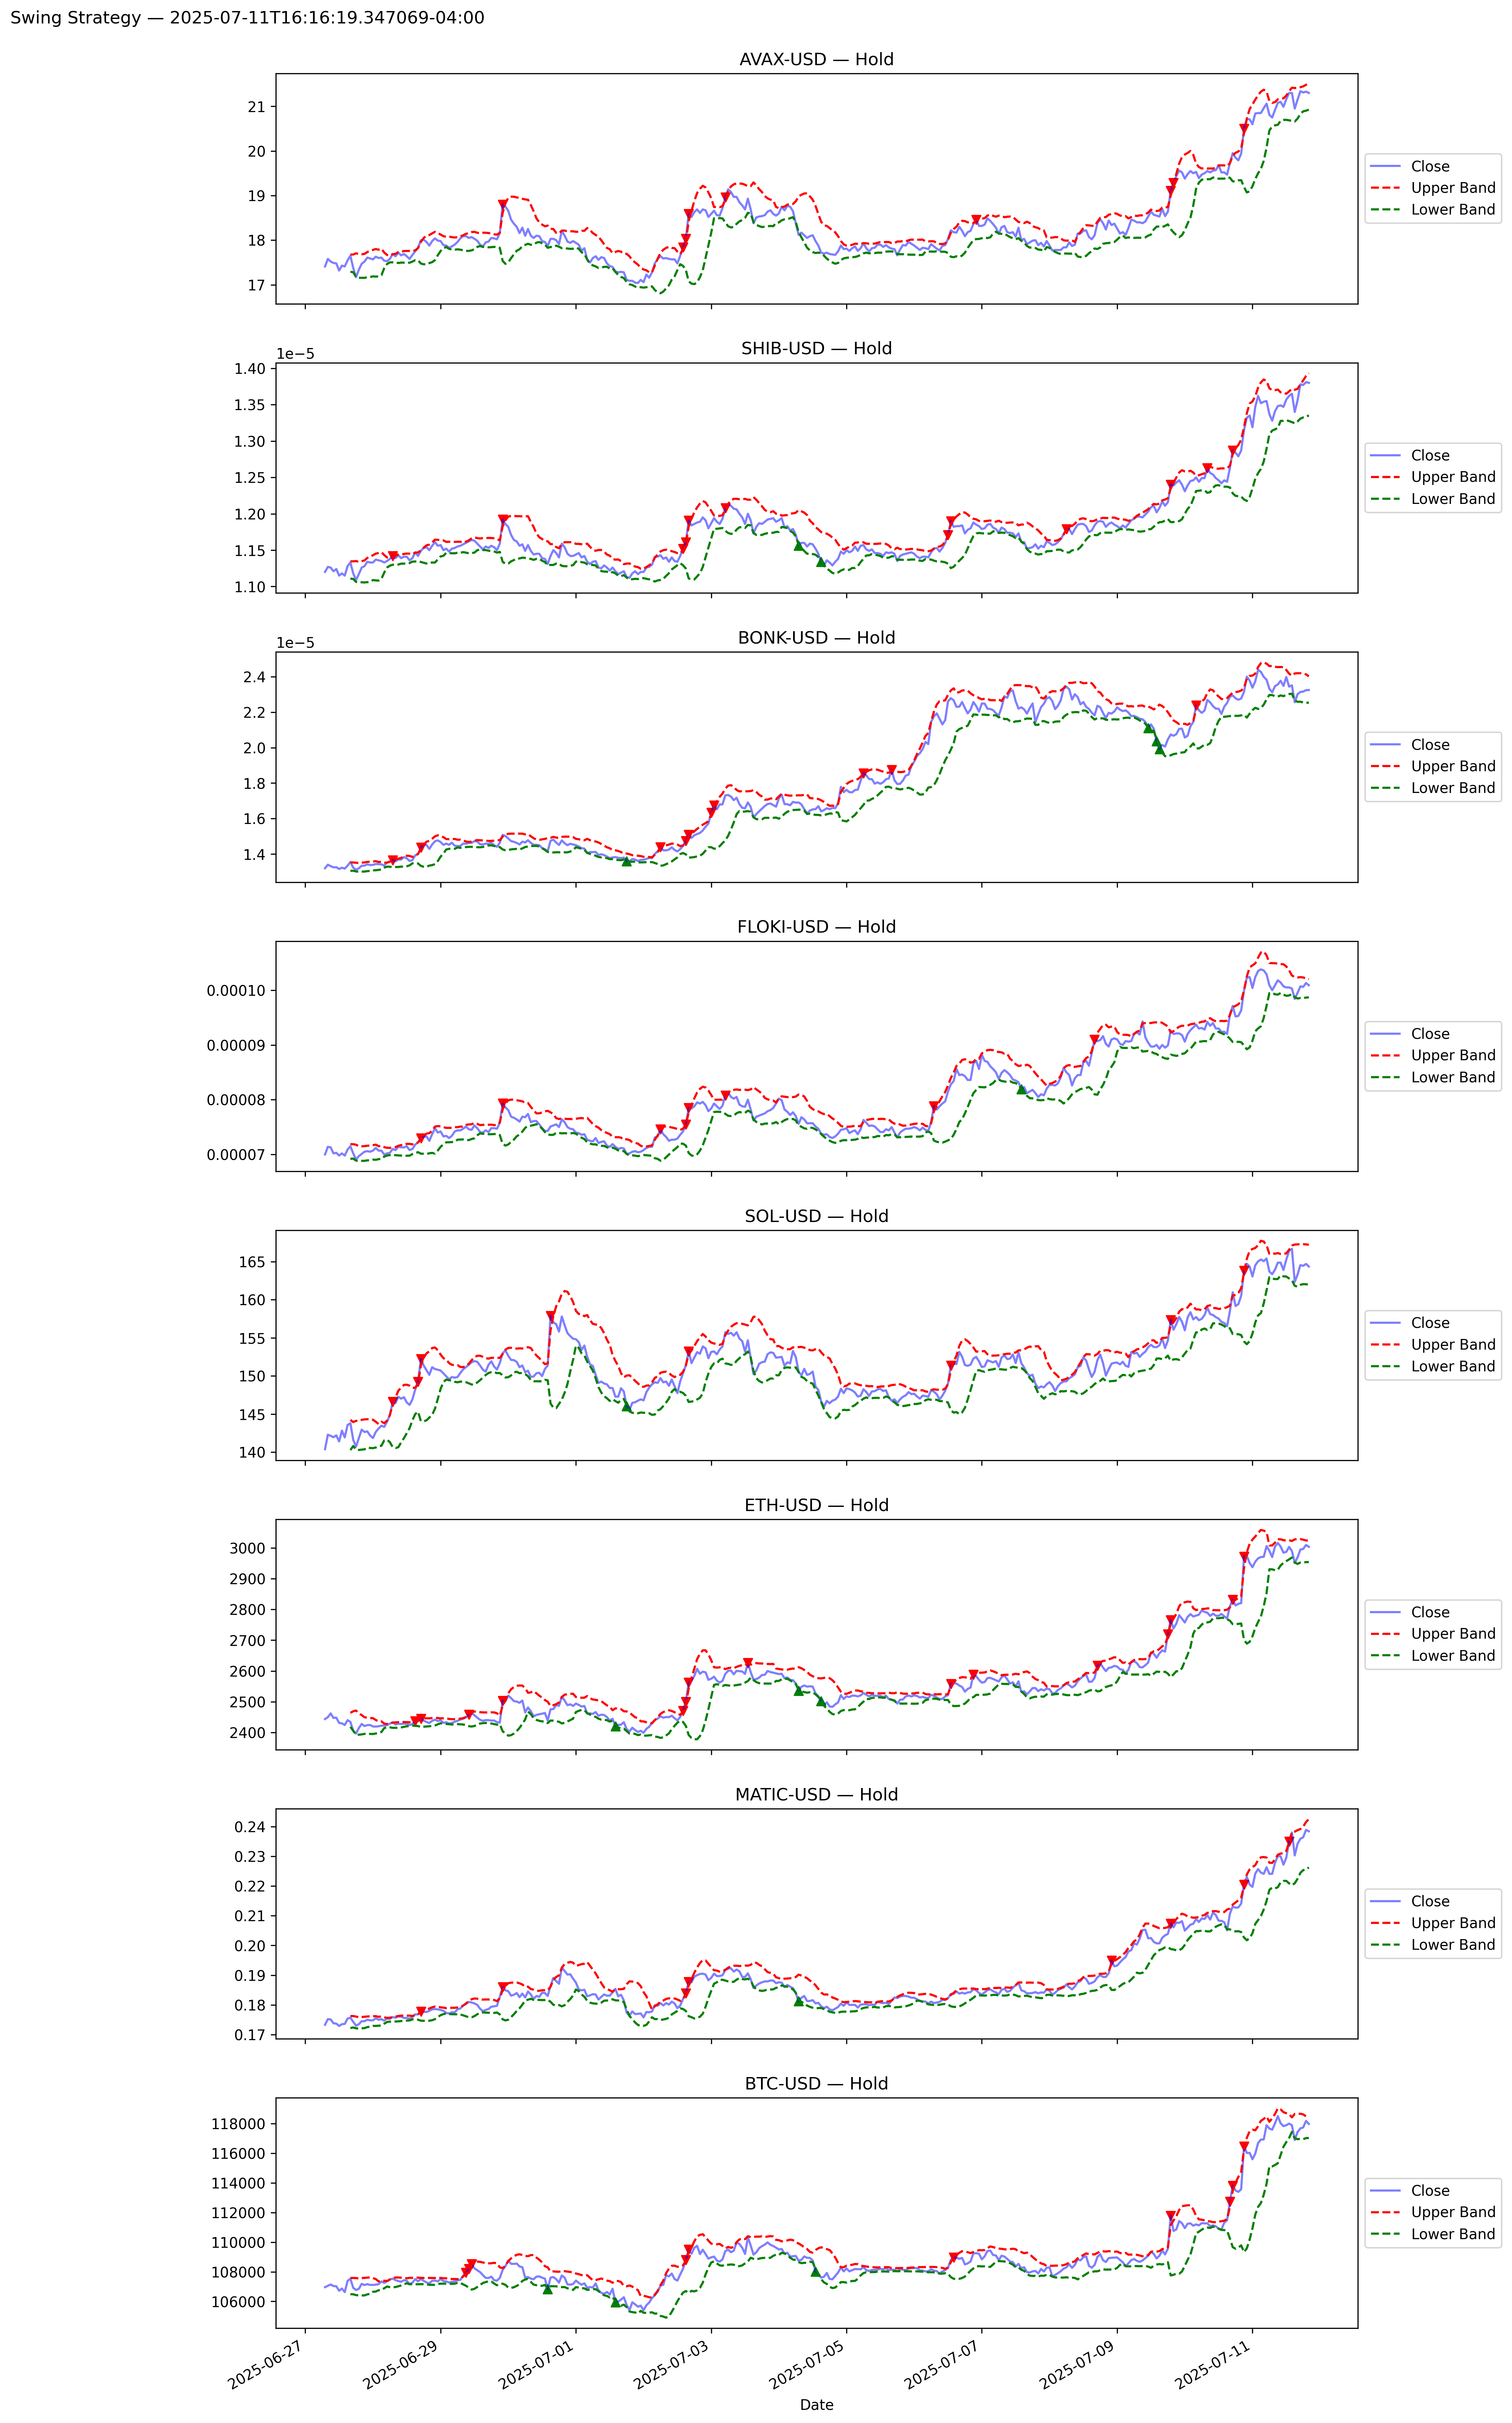 Swing Strategy — 2025-07-11T16:16:19.347069-04:00
AVAX-USD — Hold
21
20
19
18
17
Close
Upper Band
Lower Band
SHIB-USD — Hold
1e−5
1.40
1.35
1.30
1.25
1.20
1.15
1.10
Close
Upper Band
Lower Band
BONK-USD — Hold
1e−5
2.4
2.2
2.0
1.8
1.6
1.4
Close
Upper Band
Lower Band
FLOKI-USD — Hold
0.00010
0.00009
0.00008
0.00007
Close
Upper Band
Lower Band
SOL-USD — Hold
165
160
155
150
145
140
Close
Upper Band
Lower Band
ETH-USD — Hold
3000
2900
2800
2700
2600
2500
2400
Close
Upper Band
Lower Band
MATIC-USD — Hold
0.24
0.23
0.22
0.21
0.20
0.19
0.18
0.17
Close
Upper Band
Lower Band
BTC-USD — Hold
118000
116000
114000
112000
110000
108000
106000
Close
Upper Band
Lower Band
2025-06-27
2025-06-29
2025-07-01
2025-07-03
2025-07-05
2025-07-07
2025-07-09
2025-07-11
Date